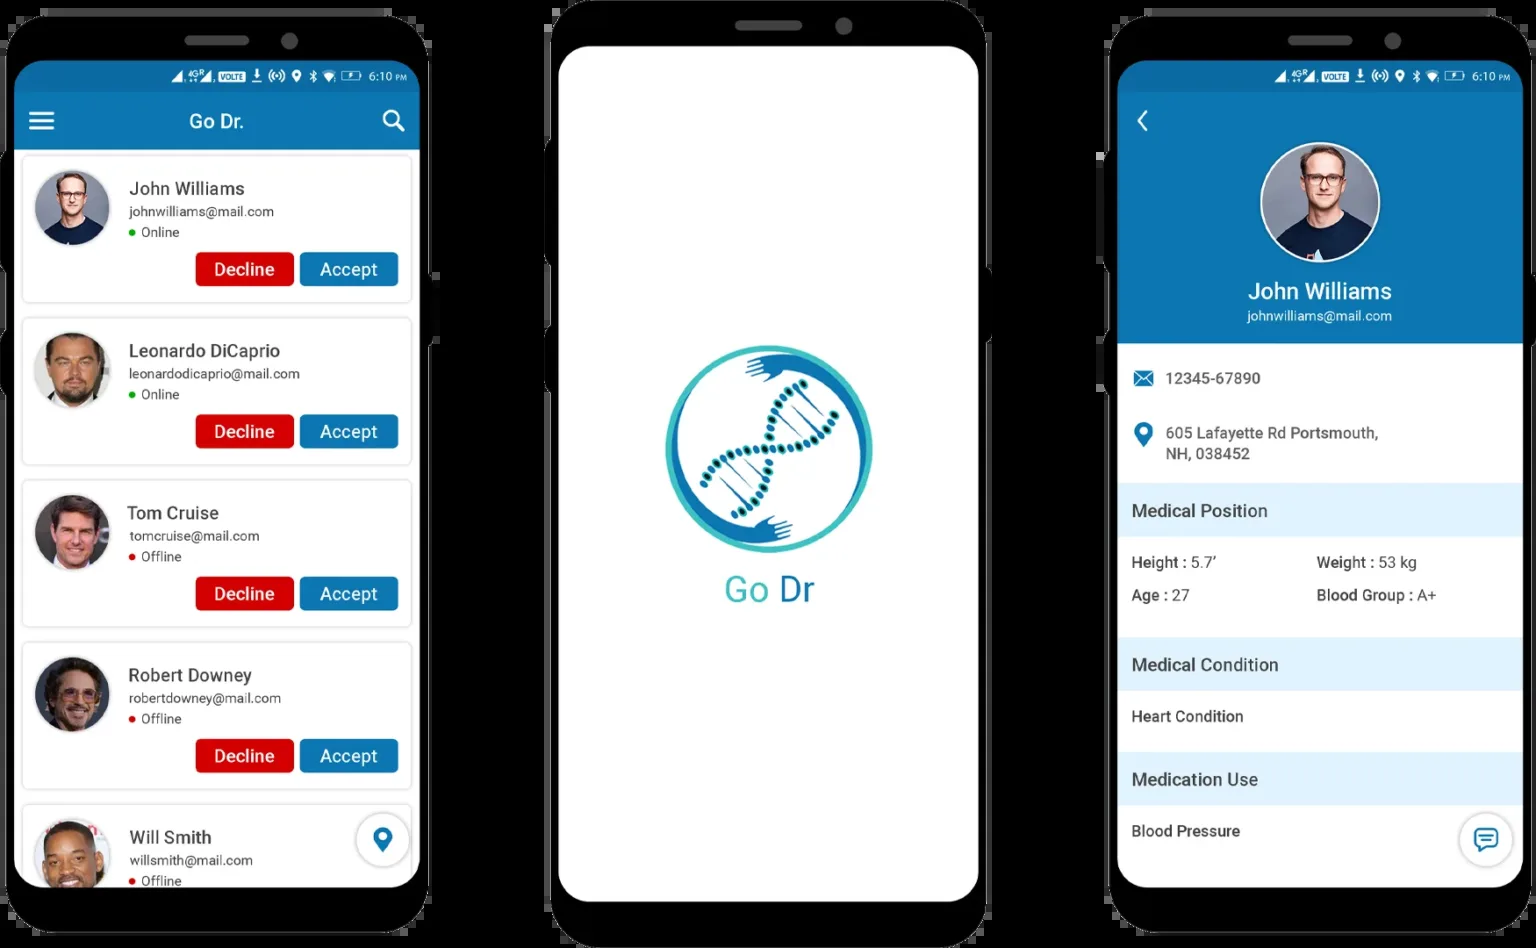 4GR VOLTE 6:10 PM
Go Dr.
John Williams
johnwilliams@mail.com
Online
Decline Accept
Leonardo DiCaprio
leonardodicaprio@mail.com
Online
Decline Accept
Tom Cruise
tomcruise@mail.com
Offline
Decline Accept
Robert Downey
robertdowney@mail.com
Offline
Decline Accept
Will Smith
willsmith@mail.com
Offline
Go Dr
4GR VOLTE 6:10 PM
John Williams
johnwilliams@mail.com
12345-67890
605 Lafayette Rd Portsmouth,
NH, 038452
Medical Position
Height : 5.7’ Weight : 53 kg
Age : 27 Blood Group : A+
Medical Condition
Heart Condition
Medication Use
Blood Pressure